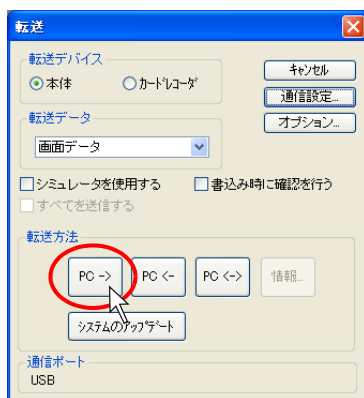 転送
転送デバイス
本体
カードレコーダ
キャンセル
通信設定...
オプション...
転送データ
画面データ
シミュレータを使用する
書込み時に確認を行う
すべてを送信する
転送方法
PC ->
PC <-
PC <->
情報...
システムのアップデート
通信ポート
USB